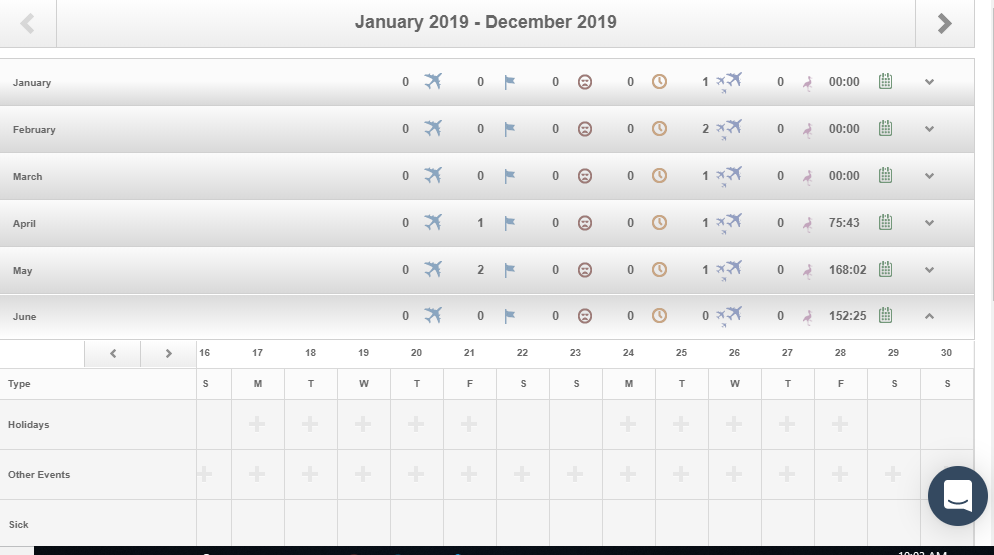 January 2019 - December 2019
January 0 0 0 0 1 0 00:00
February 0 0 0 0 2 0 00:00
March 0 0 0 0 1 0 00:00
April 0 1 0 0 1 0 75:43
May 0 2 0 0 1 0 168:02
June 0 0 0 0 0 0 152:25
16 17 18 19 20 21 22 23 24 25 26 27 28 29 30
Type S M T W T F S S M T W T F S S
Holidays
Other Events
Sick